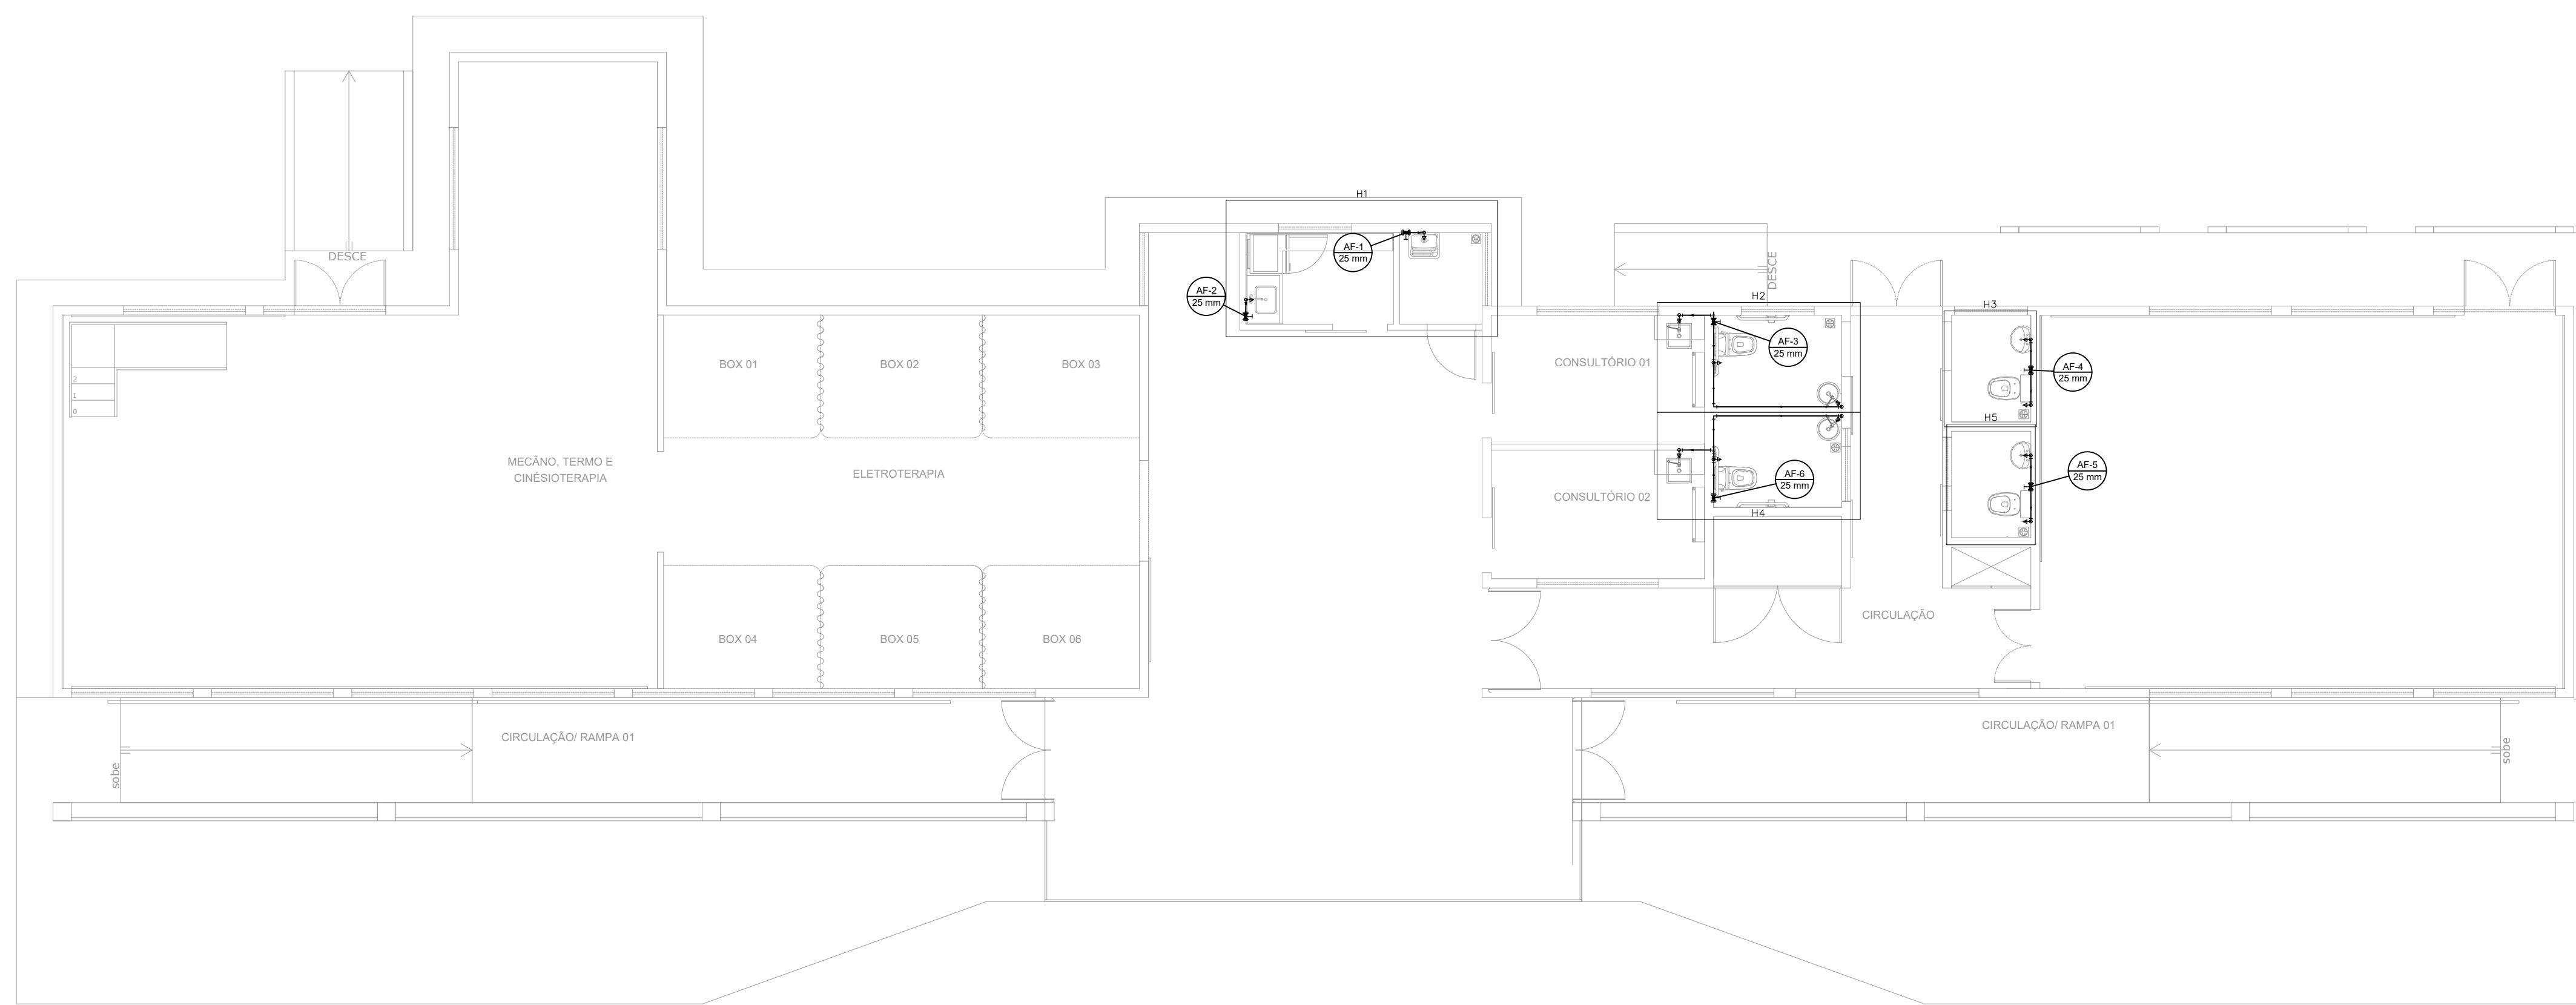 H1
DESCE
AF-1
25 mm
DESCE
AF-2
25 mm
H2
H3
AF-3
25 mm
BOX 01
BOX 02
BOX 03
CONSULTÓRIO 01
AF-4
25 mm
2
1
0
H5
MECÂNO, TERMO E
CINÉSIOTERAPIA
ELETROTERAPIA
AF-6
25 mm
AF-5
25 mm
CONSULTÓRIO 02
H4
CIRCULAÇÃO
BOX 04
BOX 05
BOX 06
CIRCULAÇÃO/ RAMPA 01
CIRCULAÇÃO/ RAMPA 01
sobe
sobe